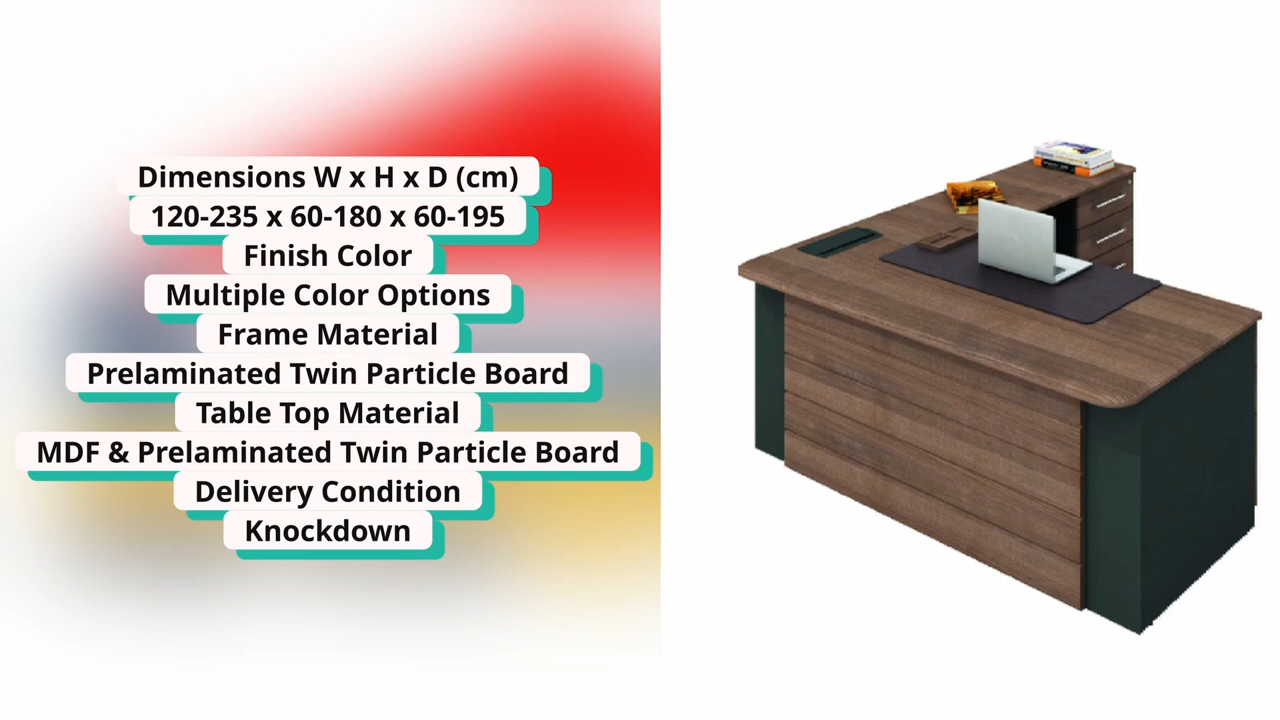 Dimensions W x H x D (cm)
120-235 x 60-180 x 60-195
Finish Color
Multiple Color Options
Frame Material
Prelaminated Twin Particle Board
Table Top Material
MDF & Prelaminated Twin Particle Board
Delivery Condition
Knockdown